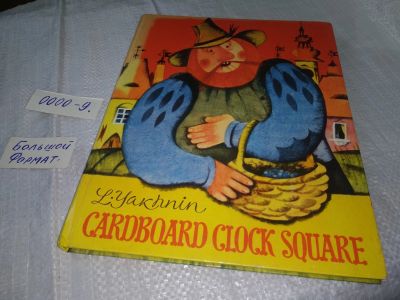 0000-9.
БОЛЬШОЙ
ФОРМАТ.
L. Yakhnin
CARDBOARD CLOCK SQUARE